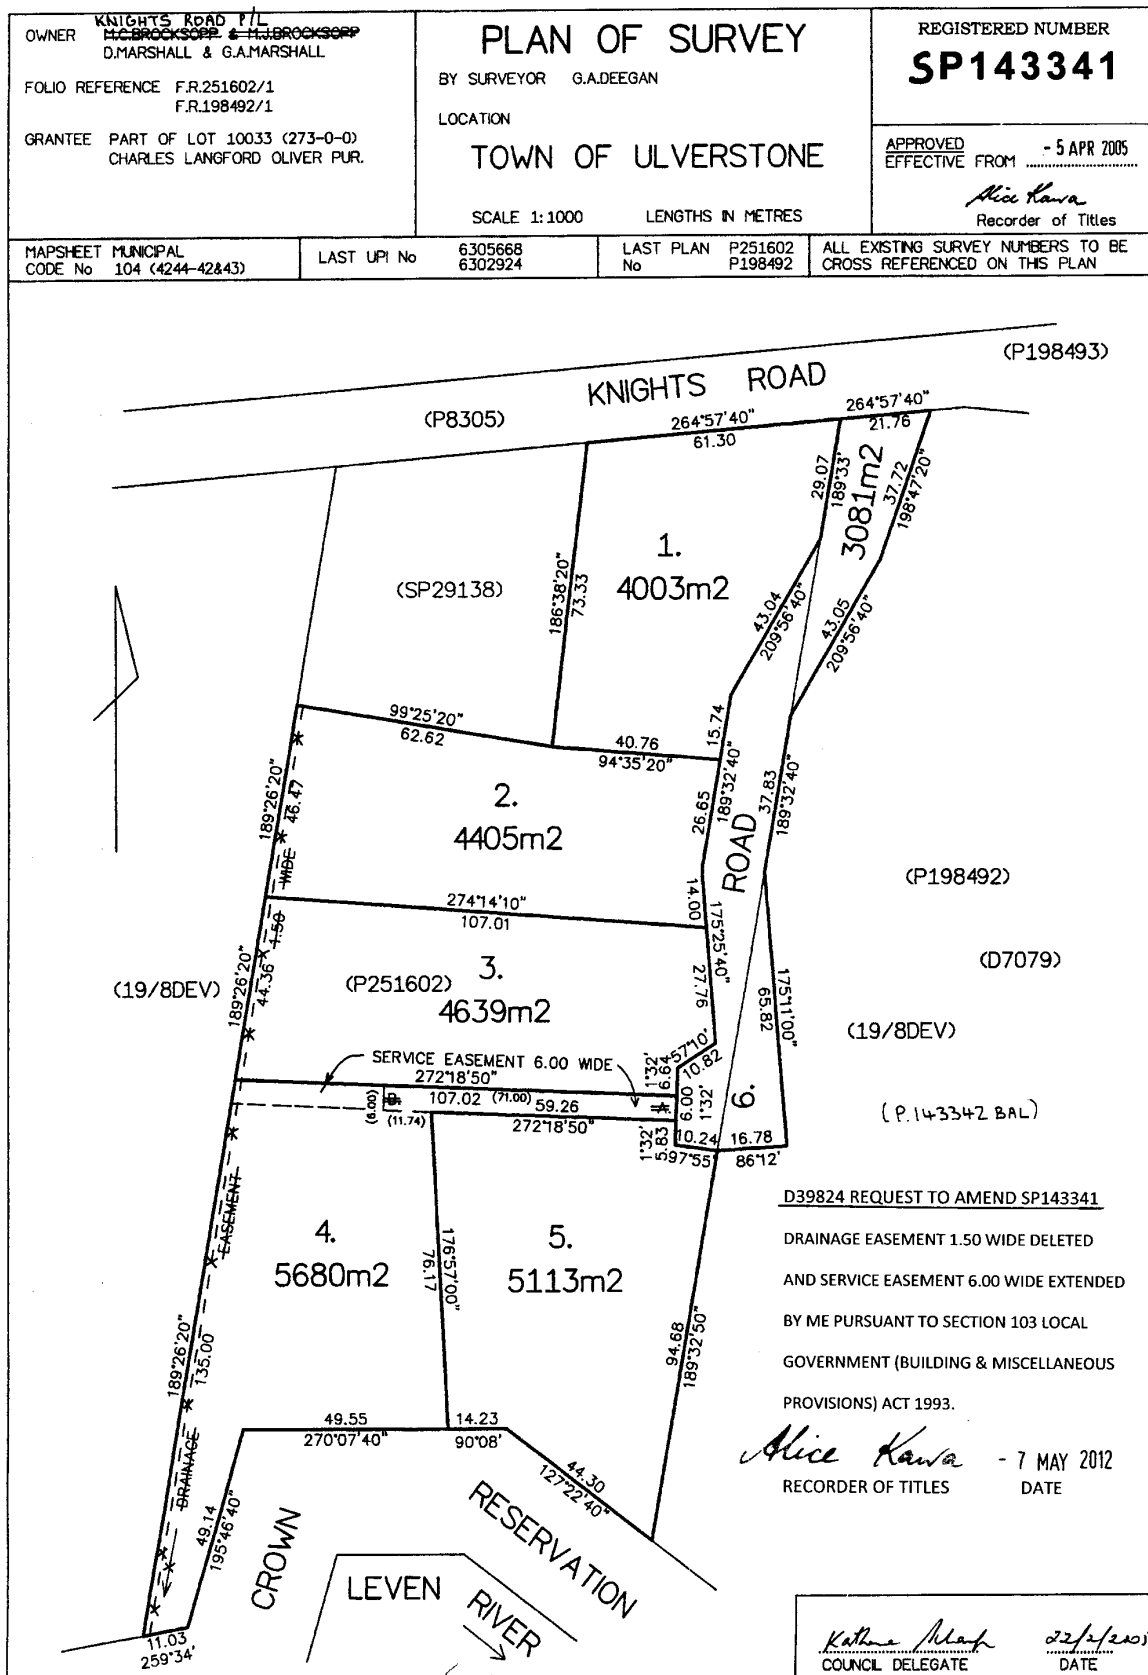 OWNER KNIGHTS ROAD P/L
M.C.BROCKSOPP & M.J.BROCKSOPP
D.MARSHALL & G.A.MARSHALL
FOLIO REFERENCE F.R.251602/1
F.R.198492/1
GRANTEE PART OF LOT 10033 (273-0-0)
CHARLES LANGFORD OLIVER PUR.
PLAN OF SURVEY
BY SURVEYOR G.A.DEEGAN
LOCATION
TOWN OF ULVERSTONE
SCALE 1:1000 LENGTHS IN METRES
REGISTERED NUMBER
SP143341
APPROVED
EFFECTIVE FROM - 5 APR 2005
Alice Kawa
Recorder of Titles
MAPSHEET MUNICIPAL
CODE No 104 (4244-42&43)
LAST UPI No 6305668
6302924
LAST PLAN P251602
No P198492
ALL EXISTING SURVEY NUMBERS TO BE
CROSS REFERENCED ON THIS PLAN
(P198493)
KNIGHTS ROAD
(P8305)
264°57'40"
61.30
264°57'40"
21.76
29.07
189°33'
3081m2
37.72
198°47'20"
1.
4003m2
(SP29138)
186°38'20"
73.33
43.04
209°56'40"
43.05
209°56'40"
99°25'20"
62.62
40.76
94°35'20"
15.74
189°32'40"
26.65
37.83
189°32'40"
189°26'20"
46.47
WIDE
2.
4405m2
ROAD
(P198492)
274°14'10"
107.01
14.00
175°25'40"
27.76
1.50
189°26'20"
44.36
(19/8DEV)
(P251602)
3.
4639m2
(D7079)
175°11'00"
65.82
(19/8DEV)
57°10'
10.82
SERVICE EASEMENT 6.00 WIDE
272°18'50"
107.02 (71.00)
59.26
272°18'50"
1°32'
6.64
6.00
1°32'
1°32'
5.83
(6.00)
B.
(11.74)
A
6.
10.24
97°55'
16.78
86°12'
(P.143342 BAL)
EASEMENT
4.
5680m2
176°57'00"
76.17
5.
5113m2
94.68
189°32'50"
189°26'20"
135.00
DRAINAGE
D39824 REQUEST TO AMEND SP143341
DRAINAGE EASEMENT 1.50 WIDE DELETED
AND SERVICE EASEMENT 6.00 WIDE EXTENDED
BY ME PURSUANT TO SECTION 103 LOCAL
GOVERNMENT (BUILDING & MISCELLANEOUS
PROVISIONS) ACT 1993.
Alice Kawa - 7 MAY 2012
RECORDER OF TITLES DATE
49.55
270°07'40"
14.23
90°08'
44.30
127°22'40"
49.14
195°46'40"
CROWN
RESERVATION
LEVEN
RIVER
11.03
259°34'
22/2/2005
COUNCIL DELEGATE DATE